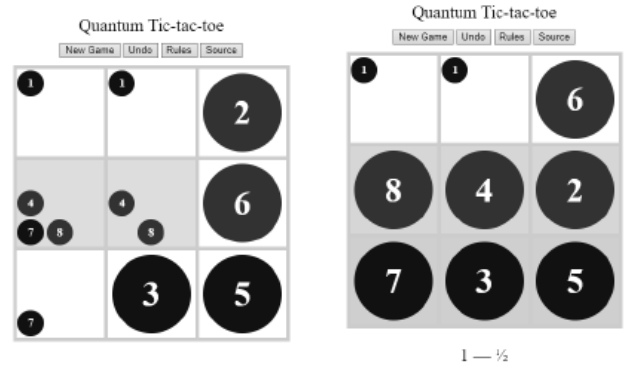 Quantum Tic-tac-toe
New Game Undo Rules Source
1 1 2
4 4 6
7 8 8
7 3 5
Quantum Tic-tac-toe
New Game Undo Rules Source
1 1 6
8 4 2
7 3 5
1 — ½